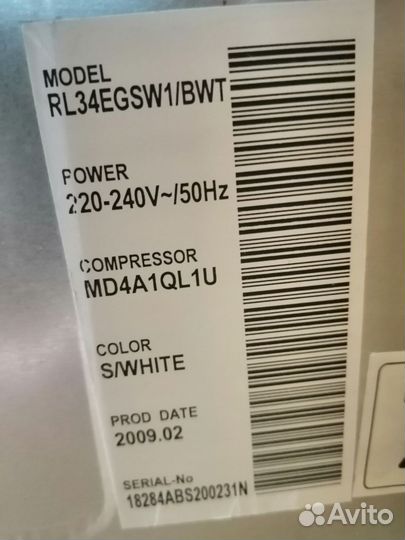 MODEL
RL34EGSW1/BWT
POWER
220-240V~/50Hz
COMPRESSOR
MD4A1QL1U
COLOR
S/WHITE
PROD DATE
2009.02
SERIAL-No
18284ABS200231N
Avito